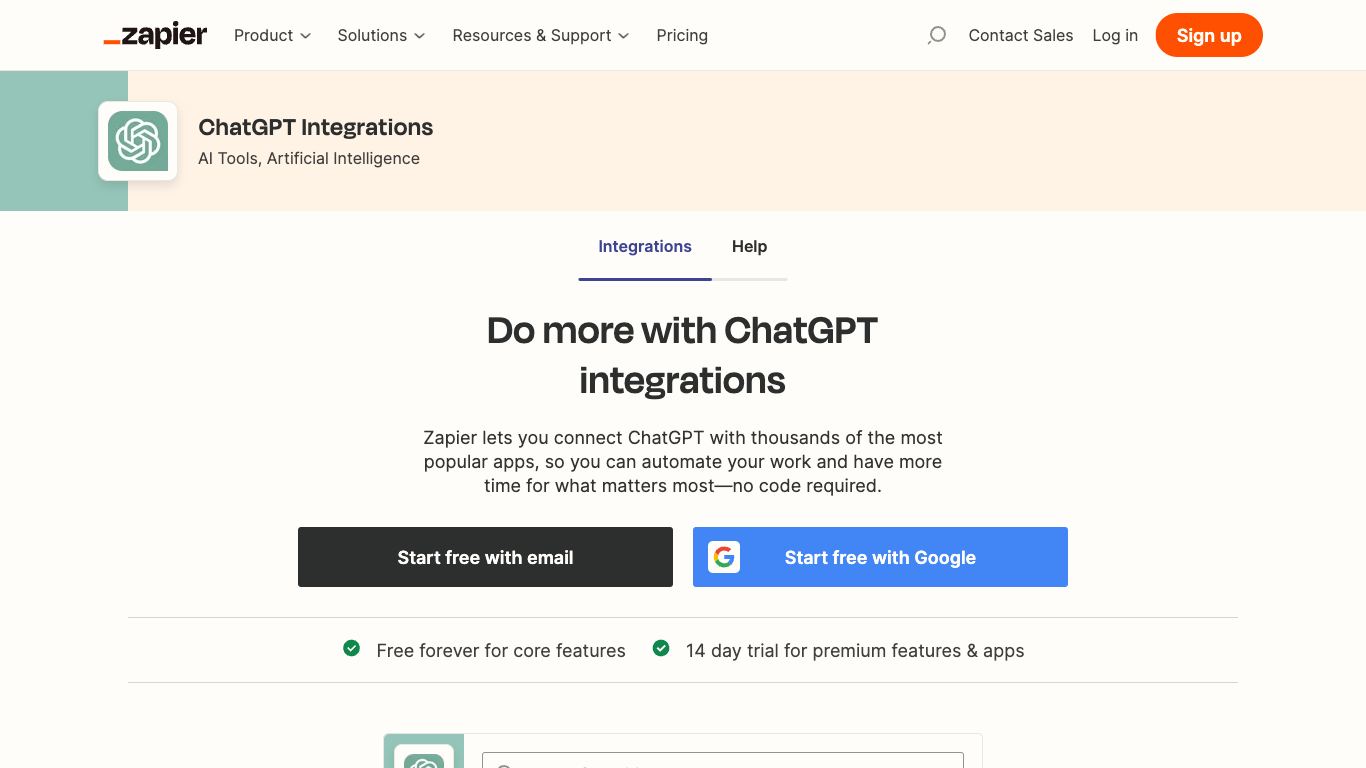 zapier
Product
Solutions
Resources & Support
Pricing
Contact Sales
Log in
Sign up
ChatGPT Integrations
AI Tools, Artificial Intelligence
Integrations
Help
Do more with ChatGPT
integrations
Zapier lets you connect ChatGPT with thousands of the most
popular apps, so you can automate your work and have more
time for what matters most—no code required.
Start free with email
Start free with Google
Free forever for core features
14 day trial for premium features & apps